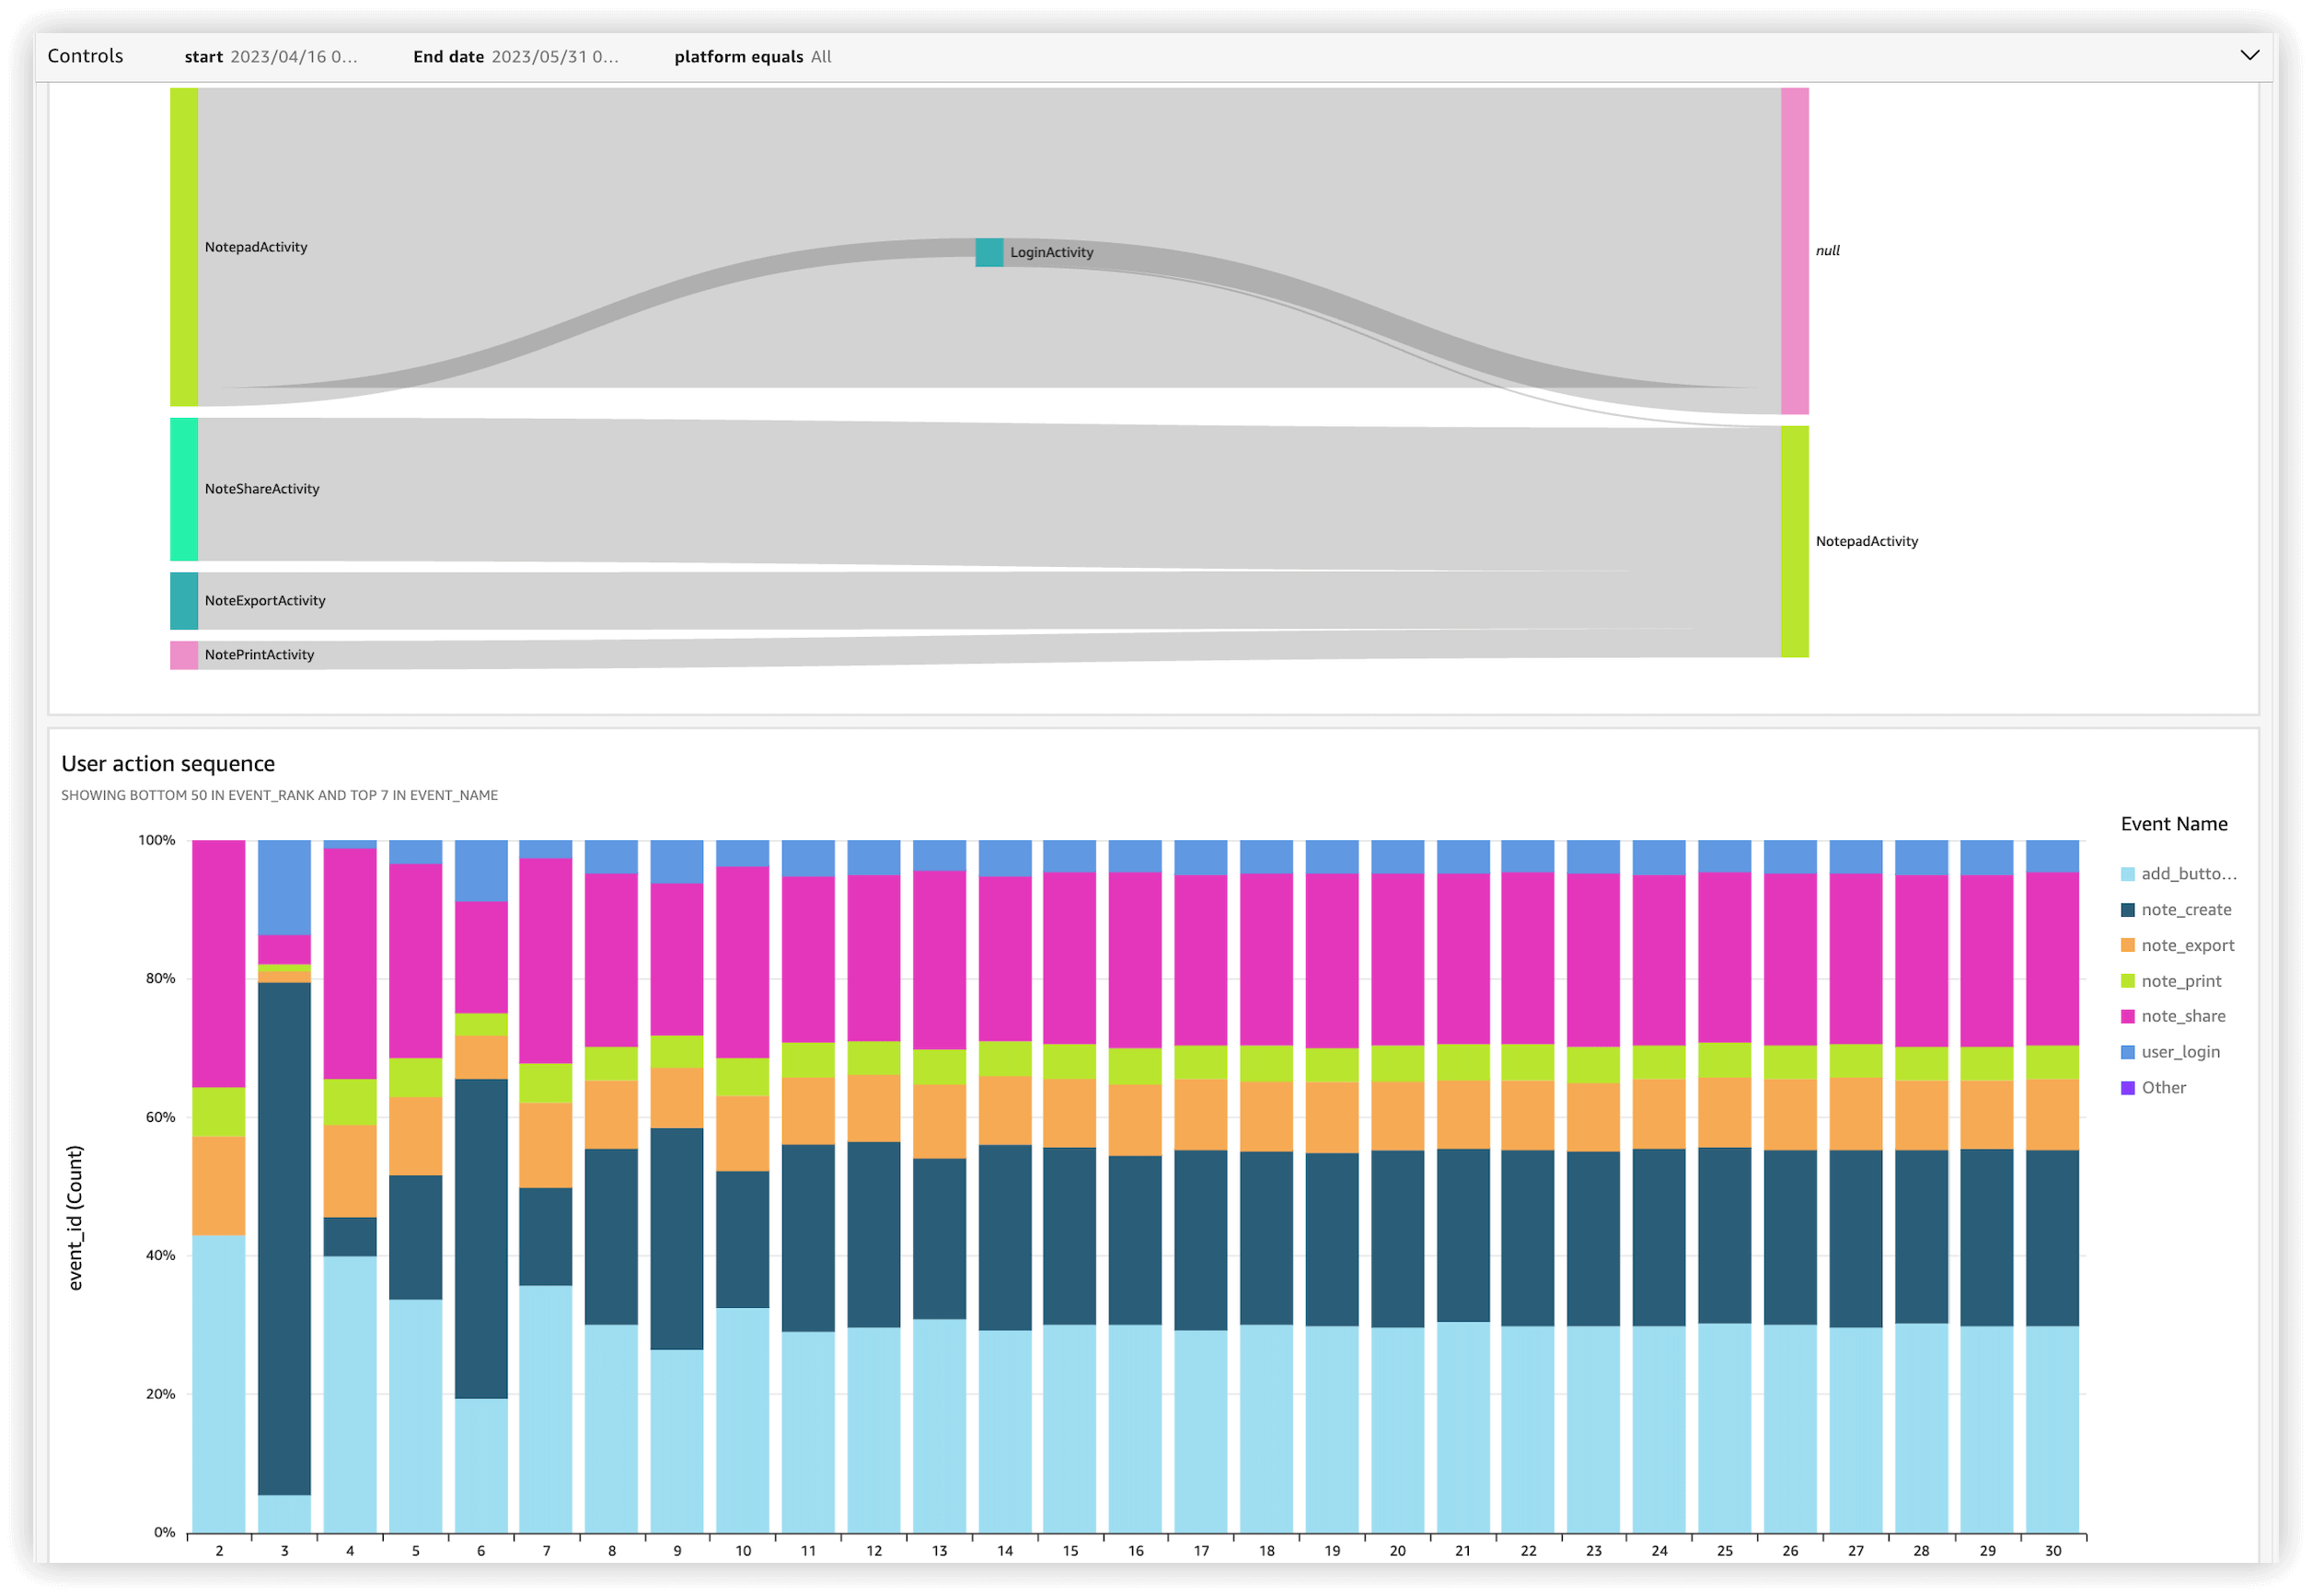 Controls start 2023/04/16 0... End date 2023/05/31 0... platform equals All
NotepadActivity
LoginActivity
null
NoteShareActivity
NotepadActivity
NoteExportActivity
NotePrintActivity
User action sequence
SHOWING BOTTOM 50 IN EVENT_RANK AND TOP 7 IN EVENT_NAME
Event Name
add_butto...
note_create
note_export
note_print
note_share
user_login
Other
event_id (Count)
100%
80%
60%
40%
20%
0%
2 3 4 5 6 7 8 9 10 11 12 13 14 15 16 17 18 19 20 21 22 23 24 25 26 27 28 29 30